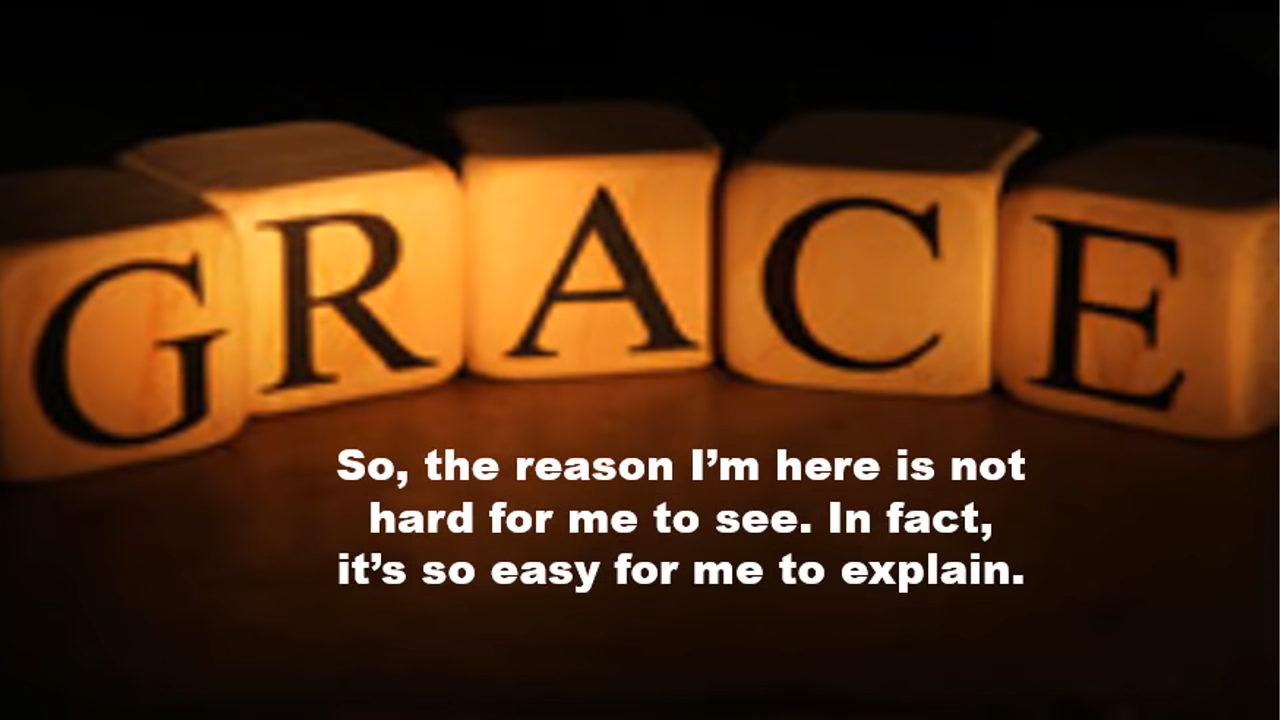 GRACE
So, the reason I’m here is not
hard for me to see. In fact,
it’s so easy for me to explain.